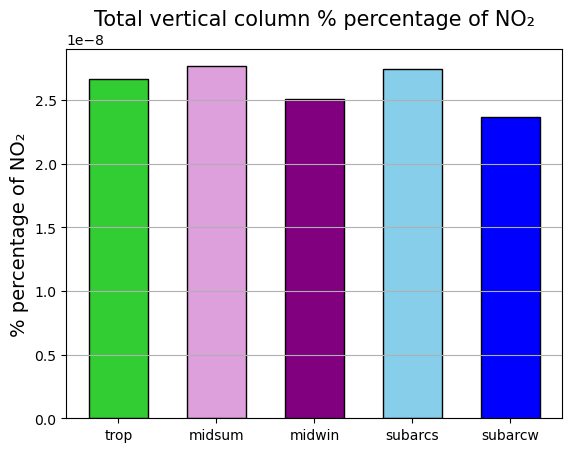 Total vertical column % percentage of NO₂
1e−8
2.5
2.0
1.5
1.0
0.5
0.0
% percentage of NO₂
trop midsum midwin subarcs subarcw